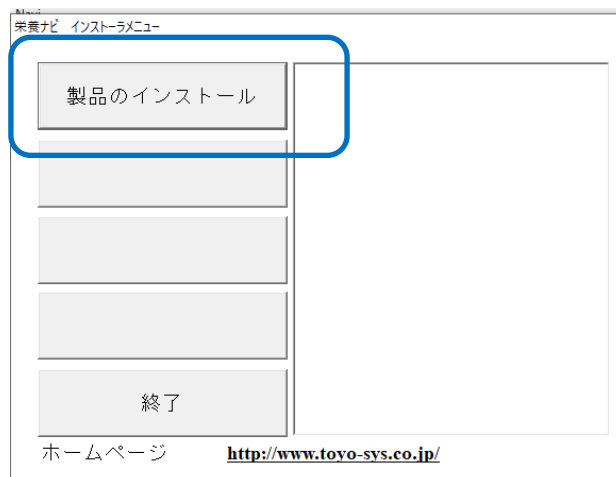 栄養ナビ インストーラメニュー
製品のインストール
終了
ホームページ http://www.toyo-sys.co.jp/